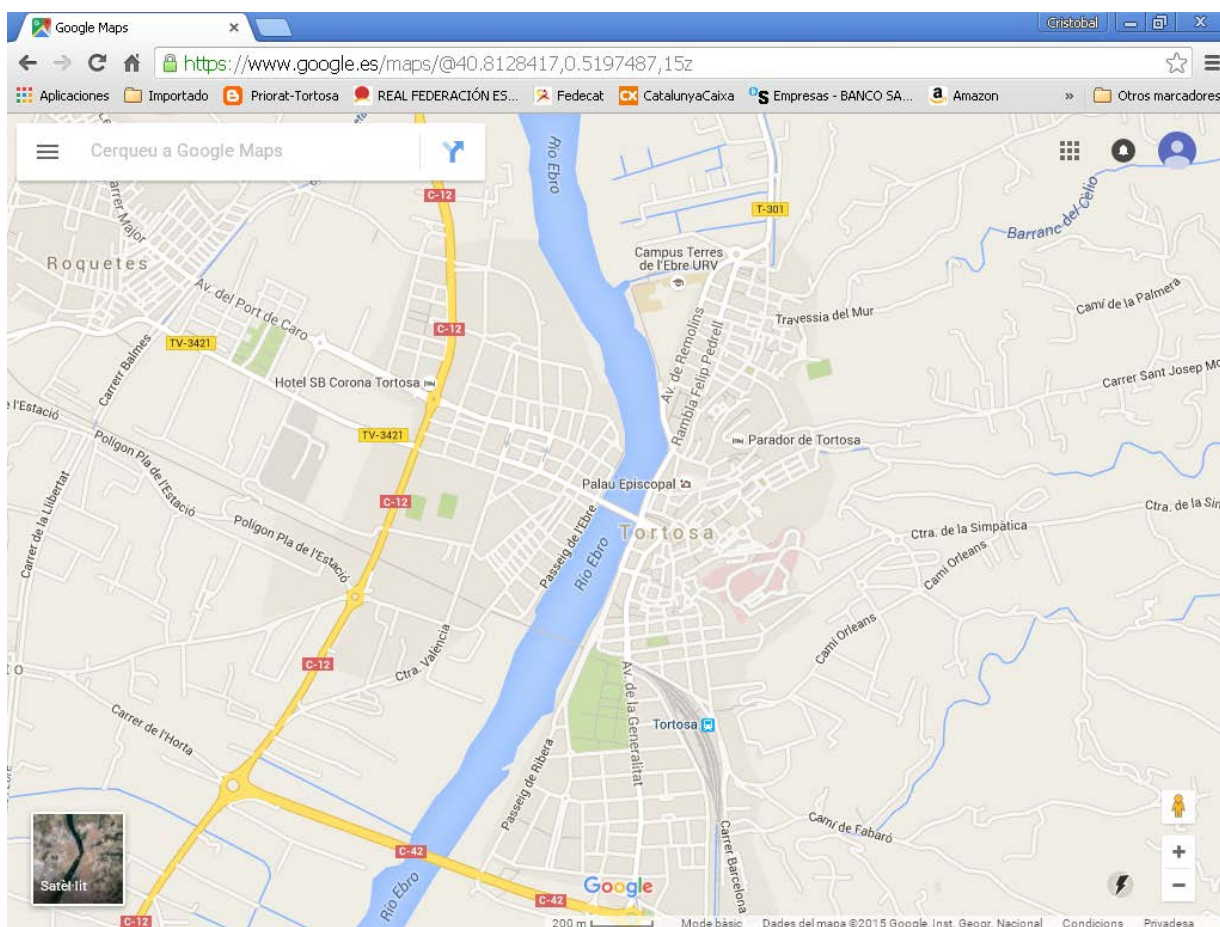 Google Maps
Cristobal
https://www.google.es/maps/@40.8128417,0.5197487,15z
Aplicaciones Importado Priorat-Tortosa REAL FEDERACIÓN ES... Fedecat CatalunyaCaixa Empresas - BANCO SA... Amazon » Otros marcadores
Cerqueu a Google Maps
Río Ebro
C-12
T-301
Barranc del Cèlio
Carrer Major
Roquetes
Campus Terres
de l'Ebre URV
Av. del Port de Caro
Camí de la Palmera
Travessia del Mur
C-12
TV-3421
Av. de Remolins
Rambla Felip Pedrell
Carrerr Balmes
Hotel SB Corona Tortosa
Carrer Sant Josep
e l'Estació
TV-3421
Parador de Tortosa
Polígon Pla de l'Estació
Palau Episcopal
C-12
Carrer de la Llibertat
Passeig de l'Ebre
Tortosa
Ctra. de la
Polígon Pla de l'Estació
Río Ebro
Ctra. de la Simpàtica
Camí Orleans
Camí Orleans
Ctra. València
C-12
Av. de la Generalitat
Tortosa
Carrer de l'Horta
Passeig de Ribera
Camí de Fabaró
Carrer Barcelona
C-42
Satèl·lit
Río Ebro
Google
C-42
C-12
200 m Mode bàsic Dades del mapa ©2015 Google, Inst. Geogr. Nacional Condicions Privadesa